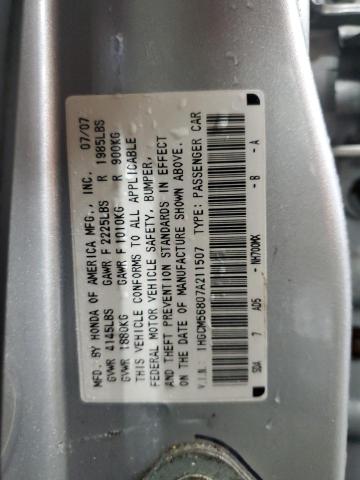 MFD. BY HONDA OF AMERICA MFG., INC. 07/07
GVWR 4145LBS GAWR F 2225LBS R 1985LBS
GVWR 1880KG GAWR F 1010KG R 900KG
THIS VEHICLE CONFORMS TO ALL APPLICABLE
FEDERAL MOTOR VEHICLE SAFETY, BUMPER,
AND THEFT PREVENTION STANDARDS IN EFFECT
ON THE DATE OF MANUFACTURE SHOWN ABOVE.
V.I.N. 1HGCM56807A211507 TYPE: PASSENGER CAR
SDA 7 AD5 - NH700MX - B - A